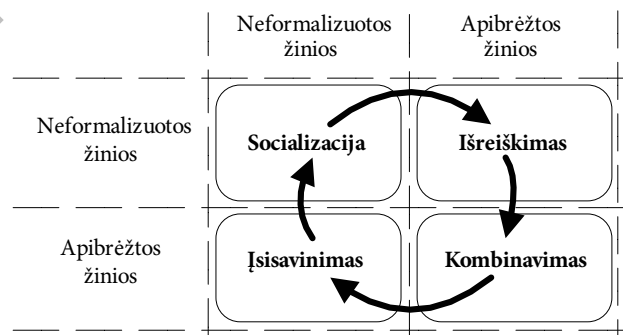 Neformalizuotos
žinios
Apibrėžtos
žinios
Neformalizuotos
žinios
Socializacija
Išreiškimas
Apibrėžtos
žinios
Įsisavinimas
Kombinavimas